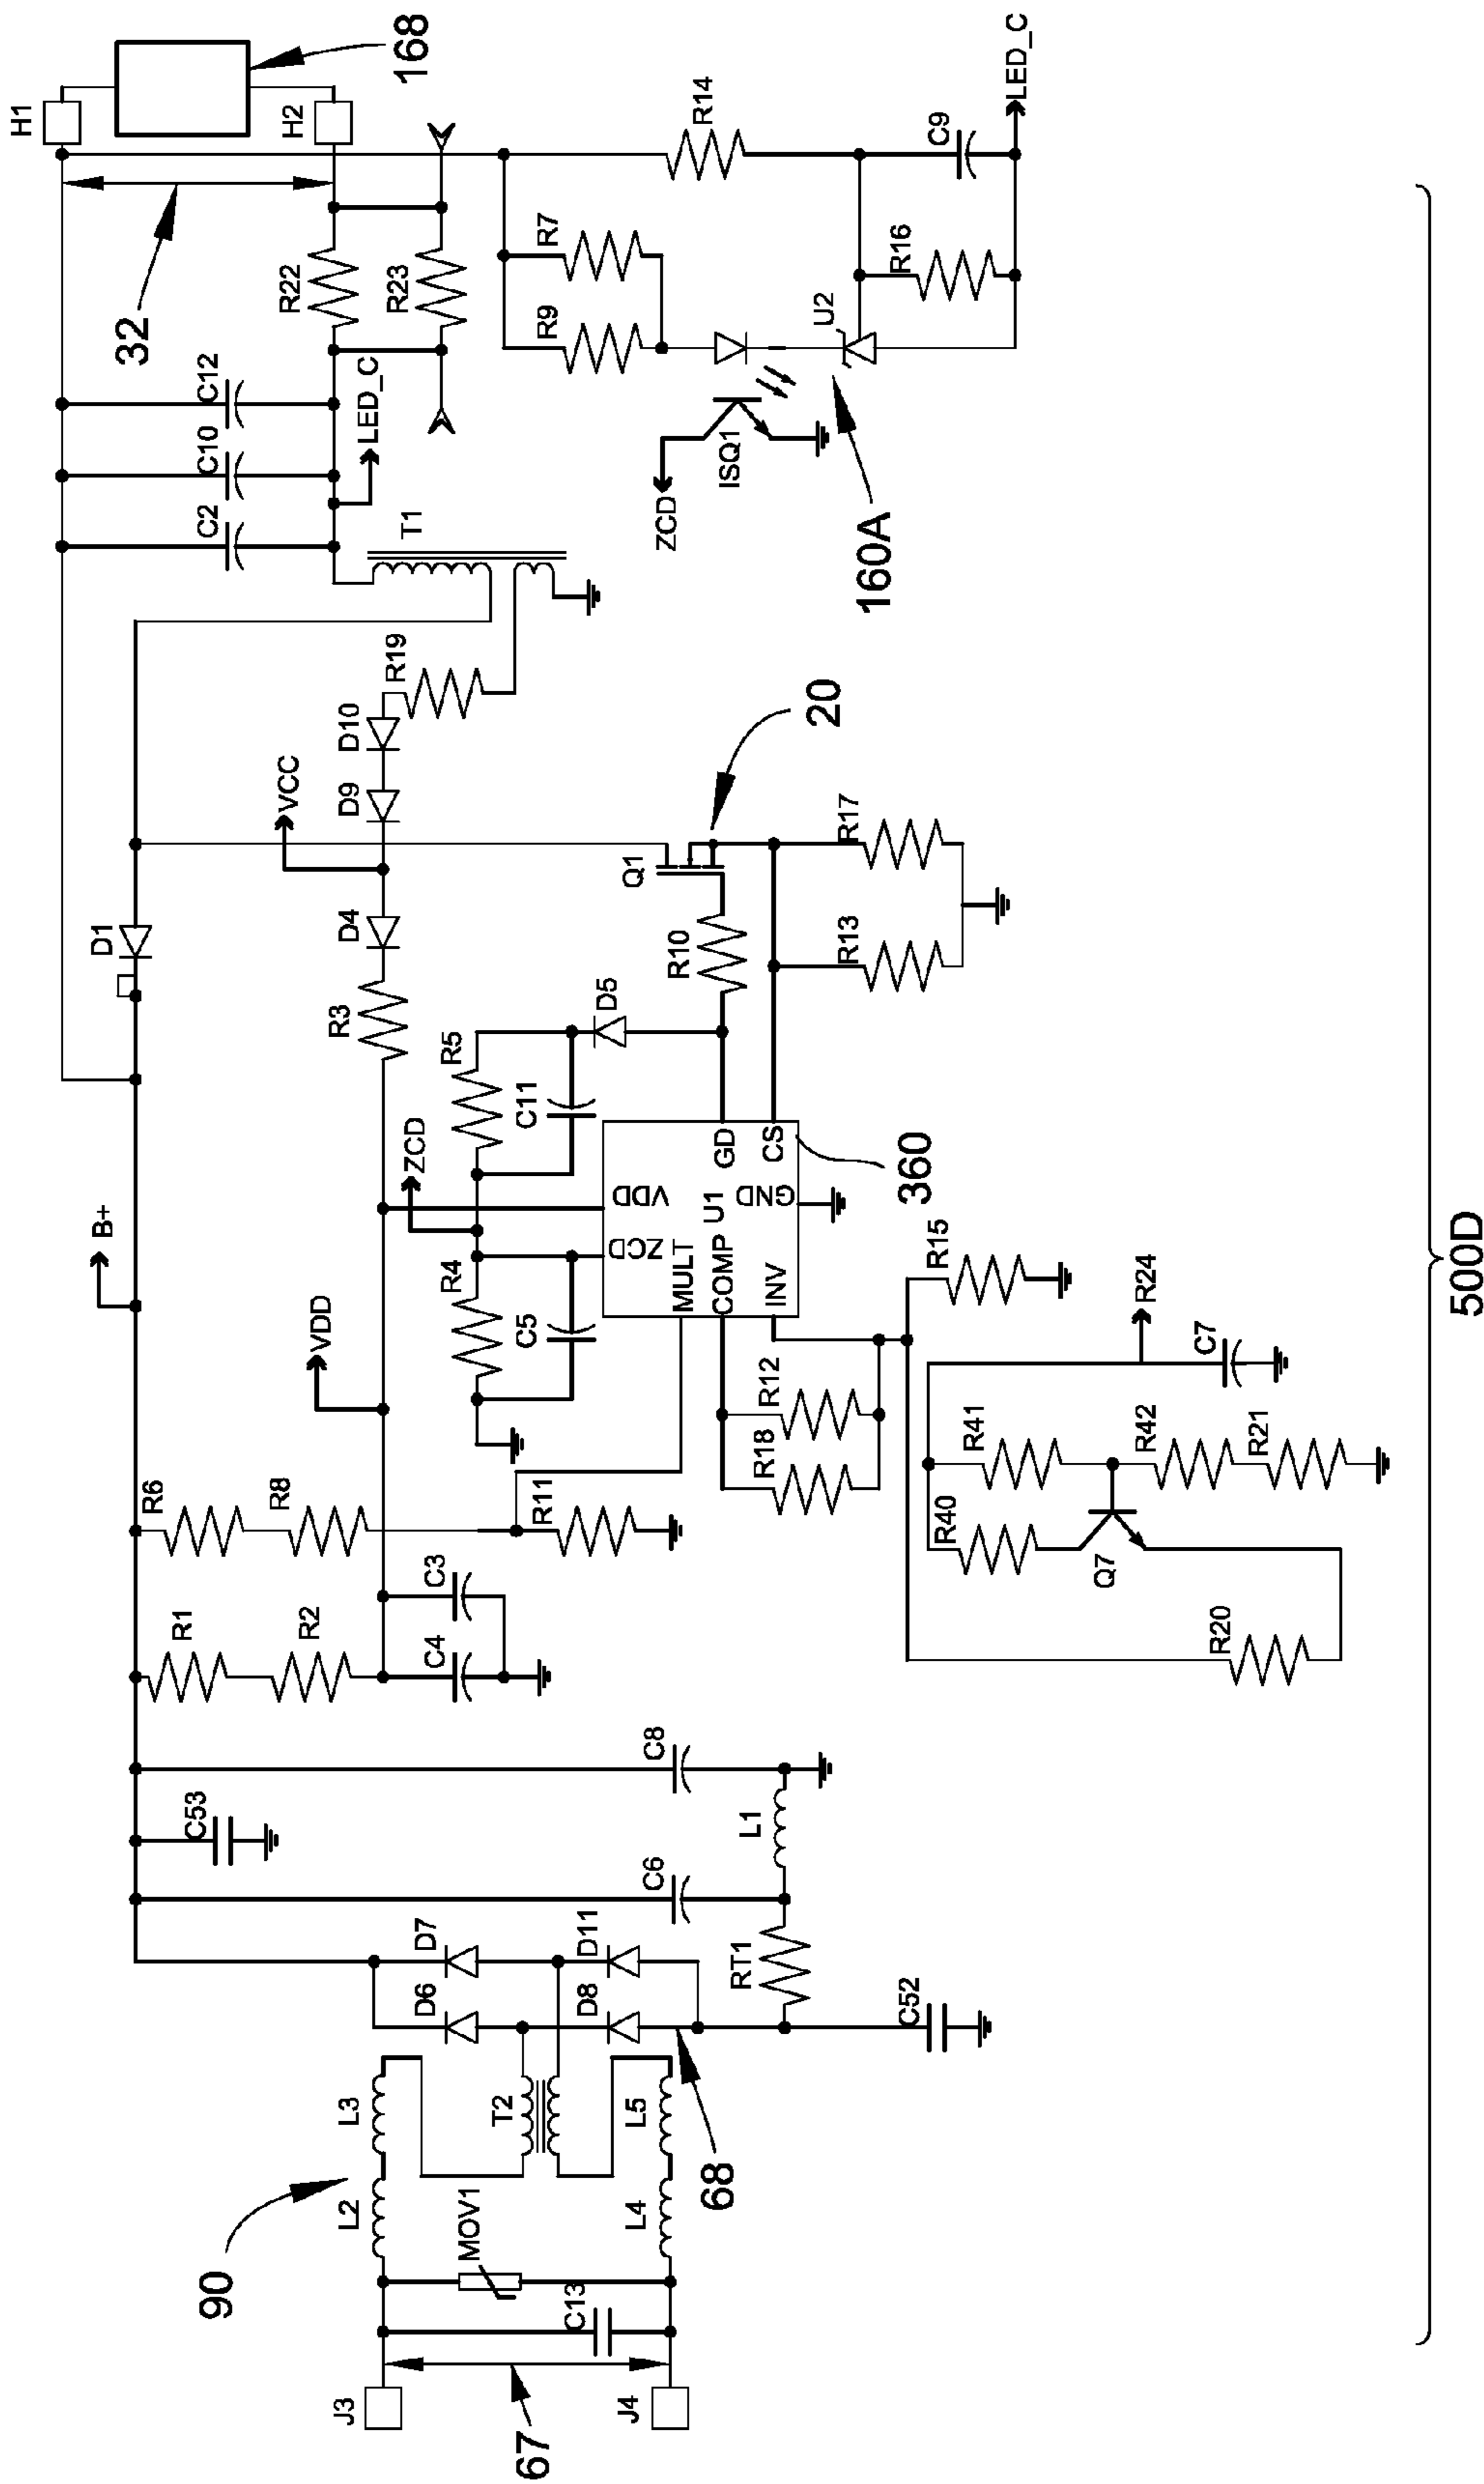 H1
168
H2
32
R22
R23
C12
C10
C2
LED_C
T1
R14
R7
R9
R16
C9
LED_C
U2
ISQ1
ZCD
160A
D1
R19
D10
D9
VCC
D4
R3
Q1
20
R10
R17
R13
D5
R5
C11
ZCD
R4
C5
VDD
ZCD
MULT
COMP
INV
U1
GND
GD
CS
360
B+
VDD
R15
R24
C7
R12
R18
R41
R42
R21
R40
Q7
R20
R6
R8
R11
R1
R2
C3
C4
C8
C53
L1
C6
RT1
C52
D7
D6
D11
D8
68
L3
L2
T2
L5
L4
90
MOV1
C13
J3
J4
67
500D